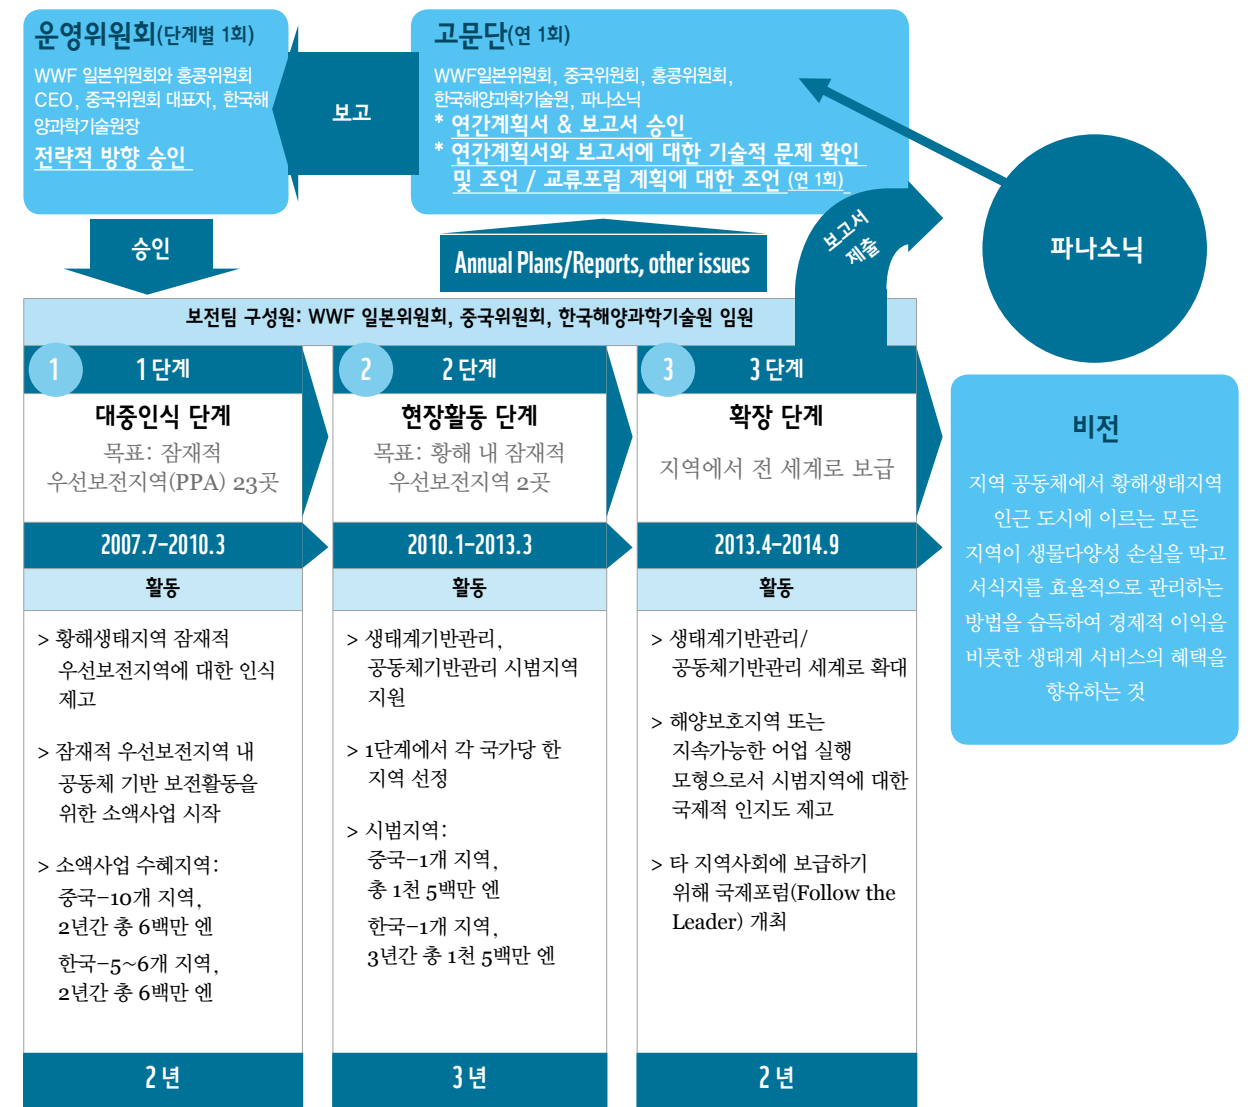 운영위원회(단계별 1회)
WWF 일본위원회와 홍콩위원회
CEO, 중국위원회 대표자, 한국해
양과학기술원장
전략적 방향 승인
보고
고문단(연 1회)
WWF일본위원회, 중국위원회, 홍콩위원회,
한국해양과학기술원, 파나소닉
* 연간계획서 & 보고서 승인
* 연간계획서와 보고서에 대한 기술적 문제 확인
및 조언 / 교류포럼 계획에 대한 조언 (연 1회)
파나소닉
승인
Annual Plans/Reports, other issues
보고서
제출
보전팀 구성원: WWF 일본위원회, 중국위원회, 한국해양과학기술원 임원
1
1 단계
대중인식 단계
목표: 잠재적
우선보전지역(PPA) 23곳
2007.7-2010.3
활동
> 황해생태지역 잠재적
우선보전지역에 대한 인식
제고
> 잠재적 우선보전지역 내
공동체 기반 보전활동을
위한 소액사업 시작
> 소액사업 수혜지역:
중국-10개 지역,
2년간 총 6백만 엔
한국-5~6개 지역,
2년간 총 6백만 엔
2 년
2
2 단계
현장활동 단계
목표: 황해 내 잠재적
우선보전지역 2곳
2010.1-2013.3
활동
> 생태계기반관리,
공동체기반관리 시범지역
지원
> 1단계에서 각 국가당 한
지역 선정
> 시범지역:
중국-1개 지역,
총 1천 5백만 엔
한국-1개 지역,
3년간 총 1천 5백만 엔
3 년
3
3 단계
확장 단계
지역에서 전 세계로 보급
2013.4-2014.9
활동
> 생태계기반관리/
공동체기반관리 세계로 확대
> 해양보호지역 또는
지속가능한 어업 실행
모형으로서 시범지역에 대한
국제적 인지도 제고
> 타 지역사회에 보급하기
위해 국제포럼(Follow the
Leader) 개최
2 년
비전
지역 공동체에서 황해생태지역
인근 도시에 이르는 모든
지역이 생물다양성 손실을 막고
서식지를 효율적으로 관리하는
방법을 습득하여 경제적 이익을
비롯한 생태계 서비스의 혜택을
향유하는 것